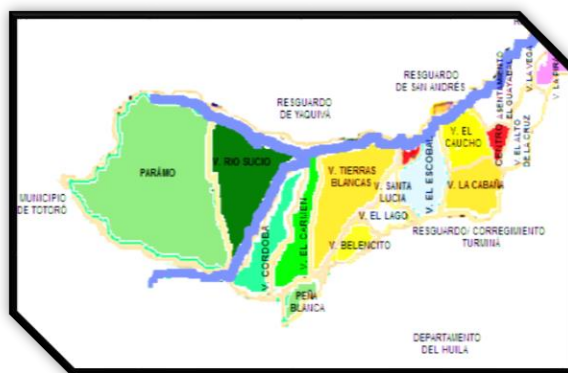 RESGUARDO
DE SAN ANDRÉS
RESGUARDO
DE YAQUIVÁ
CENTRO
ASENTAMIENTO
EL GUAYABAL
V. LA VEGA
V. EL ALTO
DE LA CRUZ
V. EL
CAUCHO
PARÁMO
V. RIO SUCIO
V. TIERRAS
BLANCAS
V. SANTA
LUCIA
V. EL ESCOBAL
V. LA CABAÑA
MUNICIPIO
DE TOTORÓ
V. EL LAGO
V. CORDOBA
V. EL CARMEN
V. BELENCITO
RESGUARDO/ CORREGIMIENTO
TURMINÁ
PEÑA
BLANCA
DEPARTAMENTO
DEL HUILA